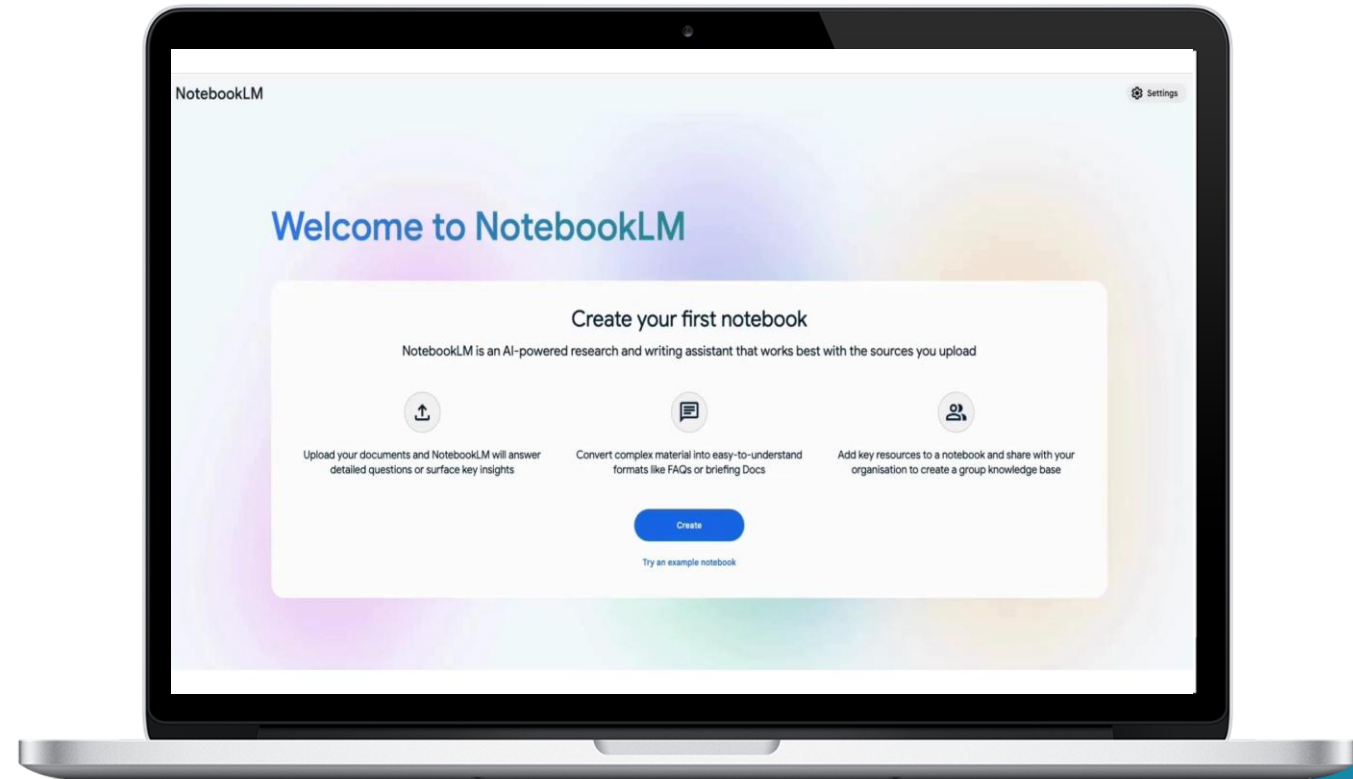 NotebookLM
Settings
Welcome to NotebookLM
Create your first notebook
NotebookLM is an AI-powered research and writing assistant that works best with the sources you upload
Upload your documents and NotebookLM will answer
detailed questions or surface key insights
Convert complex material into easy-to-understand
formats like FAQs or briefing Docs
Add key resources to a notebook and share with your
organisation to create a group knowledge base
Create
Try an example notebook